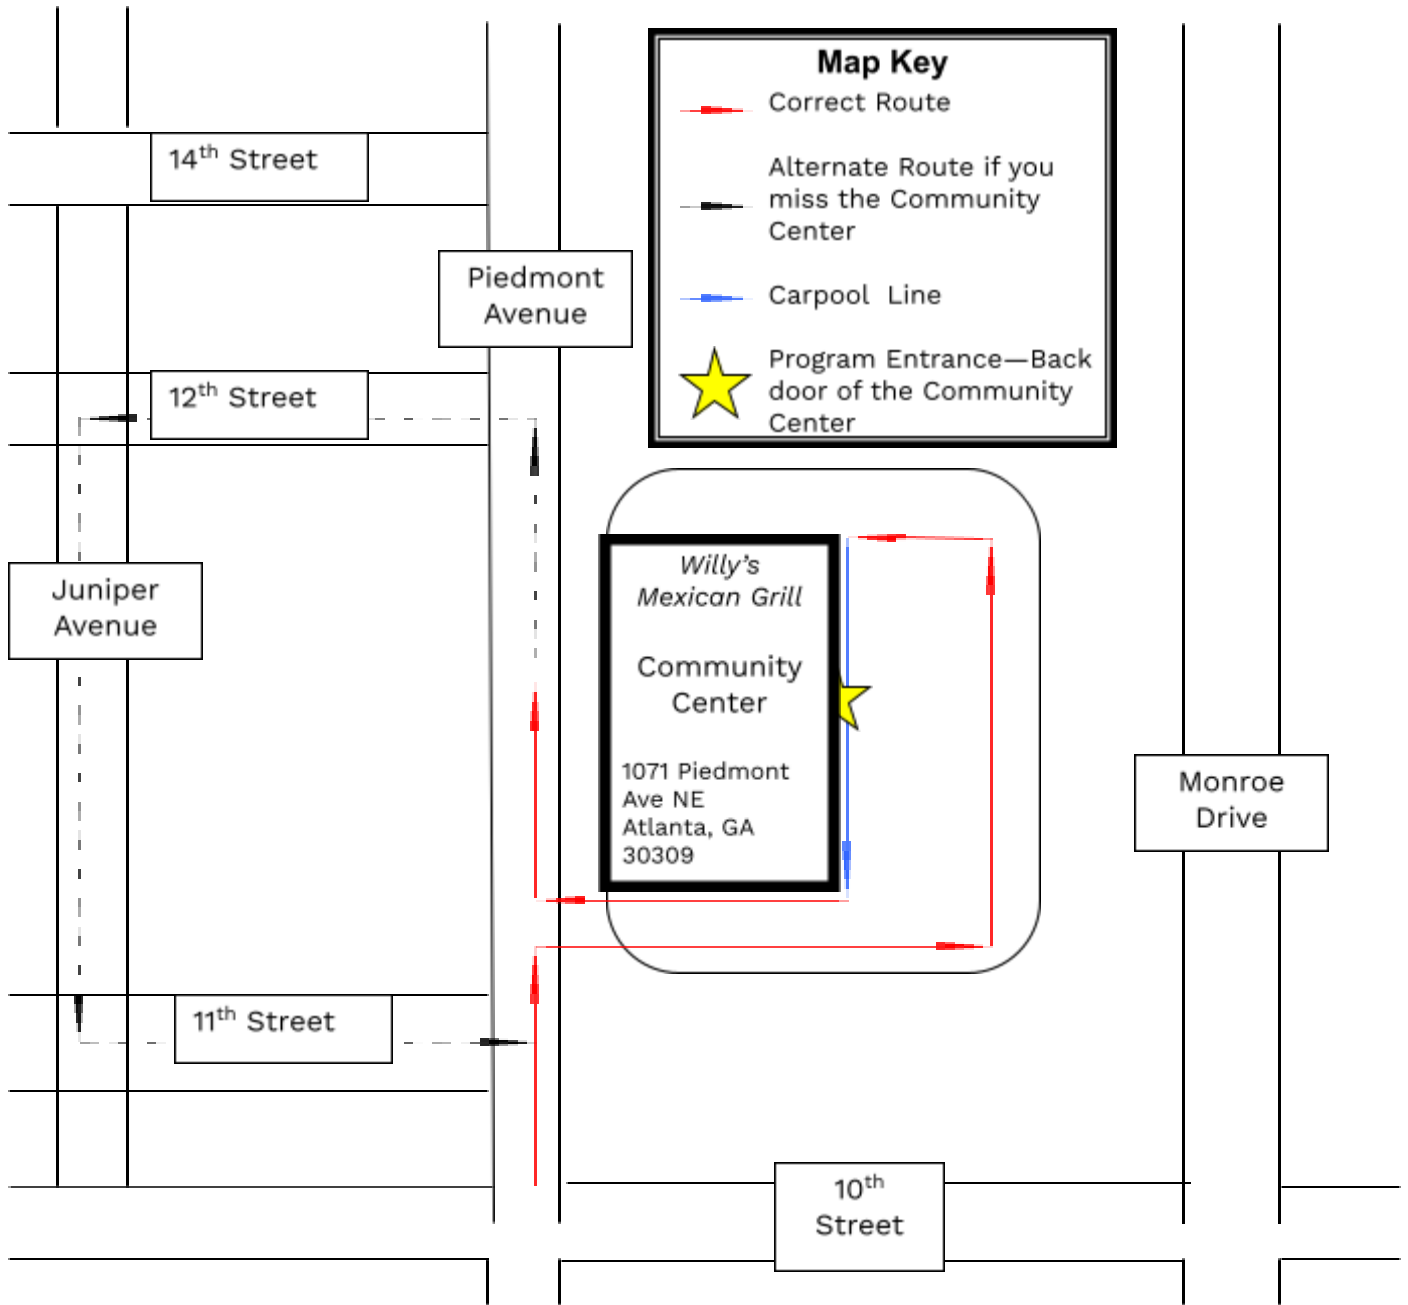 Map Key
Correct Route
Alternate Route if you
miss the Community
Center
Carpool Line
Program Entrance—Back
door of the Community
Center
14th Street
Piedmont
Avenue
12th Street
Juniper
Avenue
Willy's
Mexican Grill
Community
Center
1071 Piedmont
Ave NE
Atlanta, GA
30309
Monroe
Drive
11th Street
10th
Street